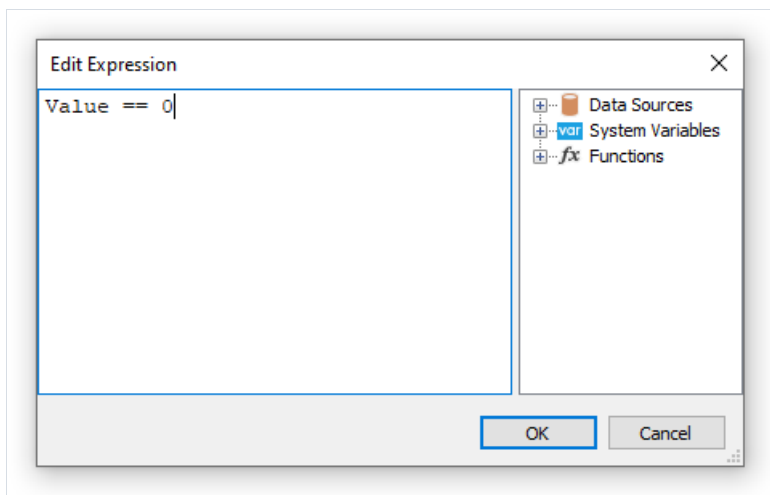 Edit Expression
Value == 0
Data Sources
var System Variables
fx Functions
OK Cancel